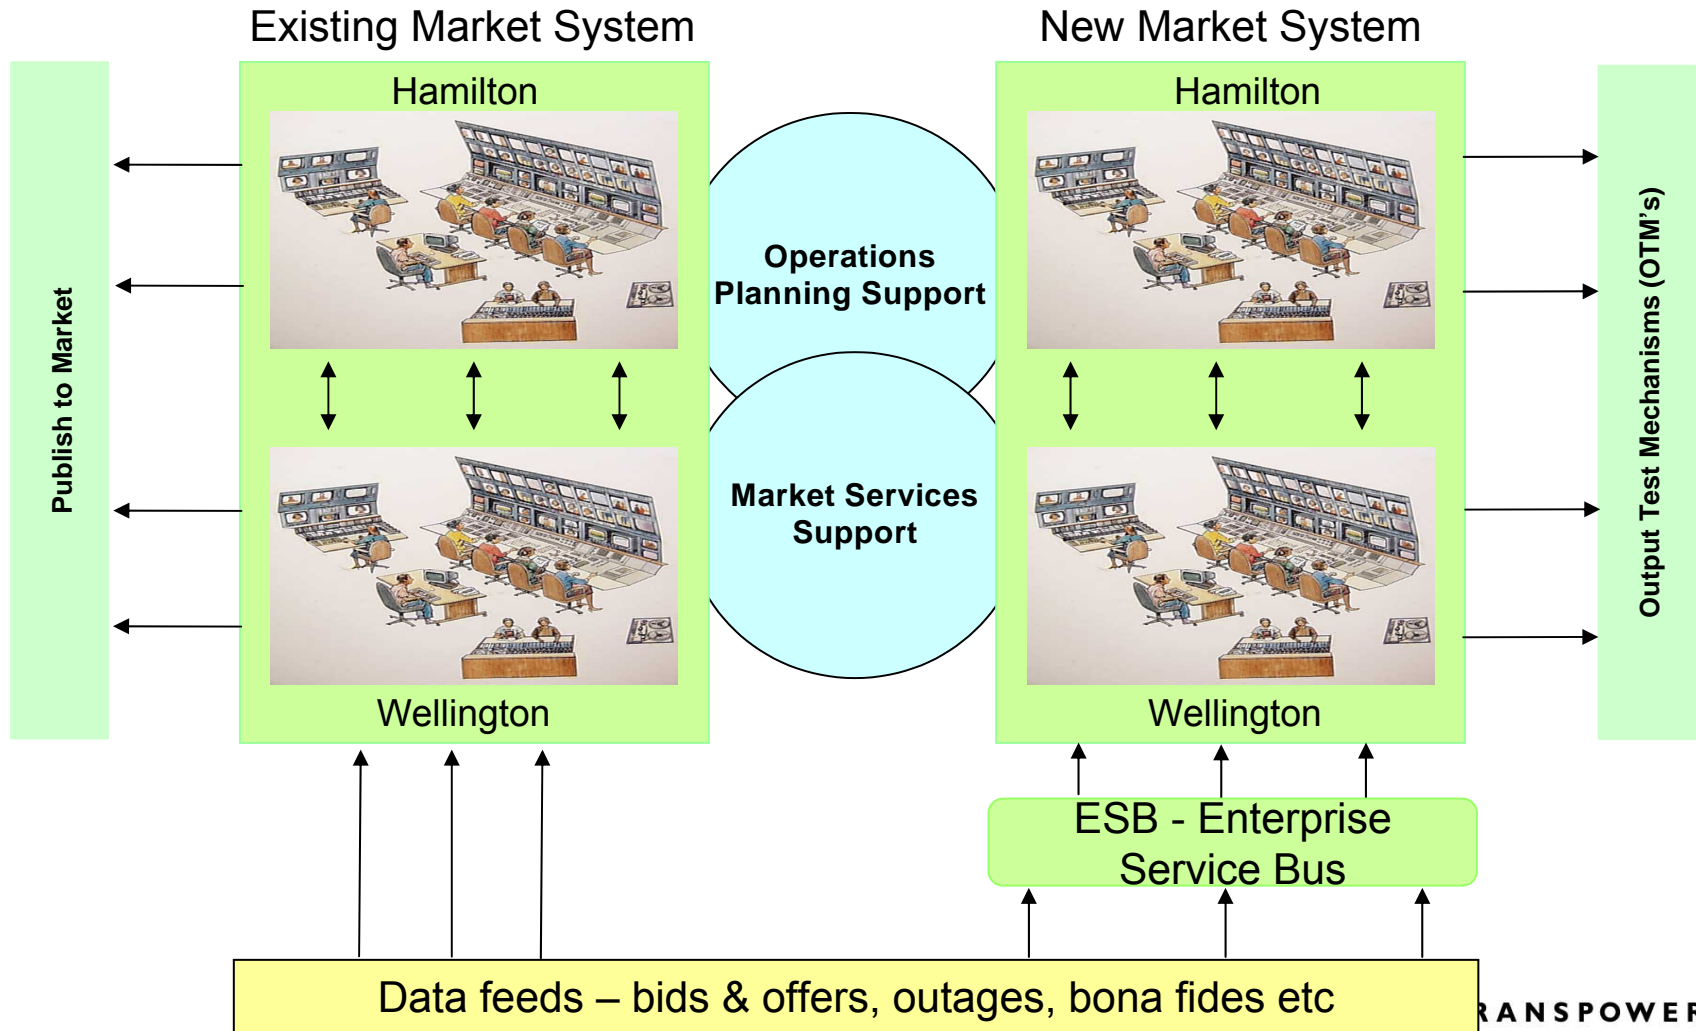 Existing Market System
New Market System
Hamilton
Hamilton
Publish to Market
Operations
Planning Support
Market Services
Support
Output Test Mechanisms (OTM's)
Wellington
Wellington
ESB - Enterprise
Service Bus
Data feeds – bids & offers, outages, bona fides etc
RANSPOWER